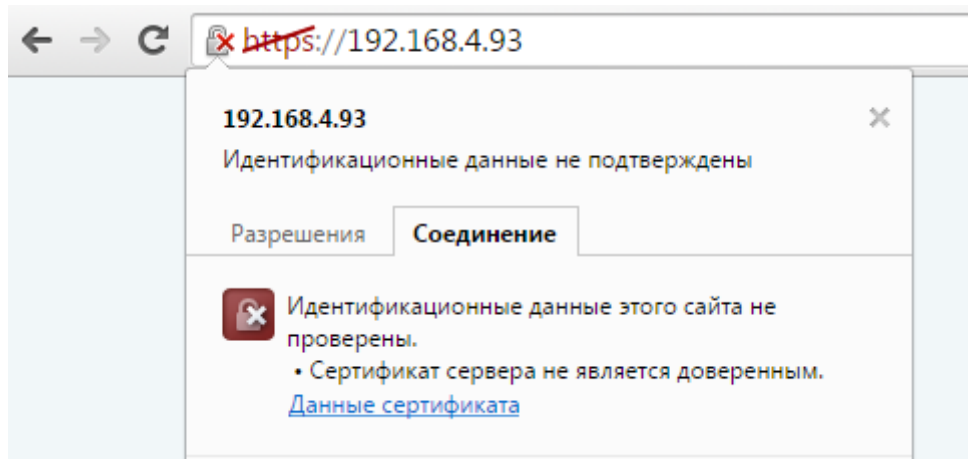 https://192.168.4.93
192.168.4.93
Идентификационные данные не подтверждены
Разрешения
Соединение
Идентификационные данные этого сайта не
проверены.
• Сертификат сервера не является доверенным.
Данные сертификата